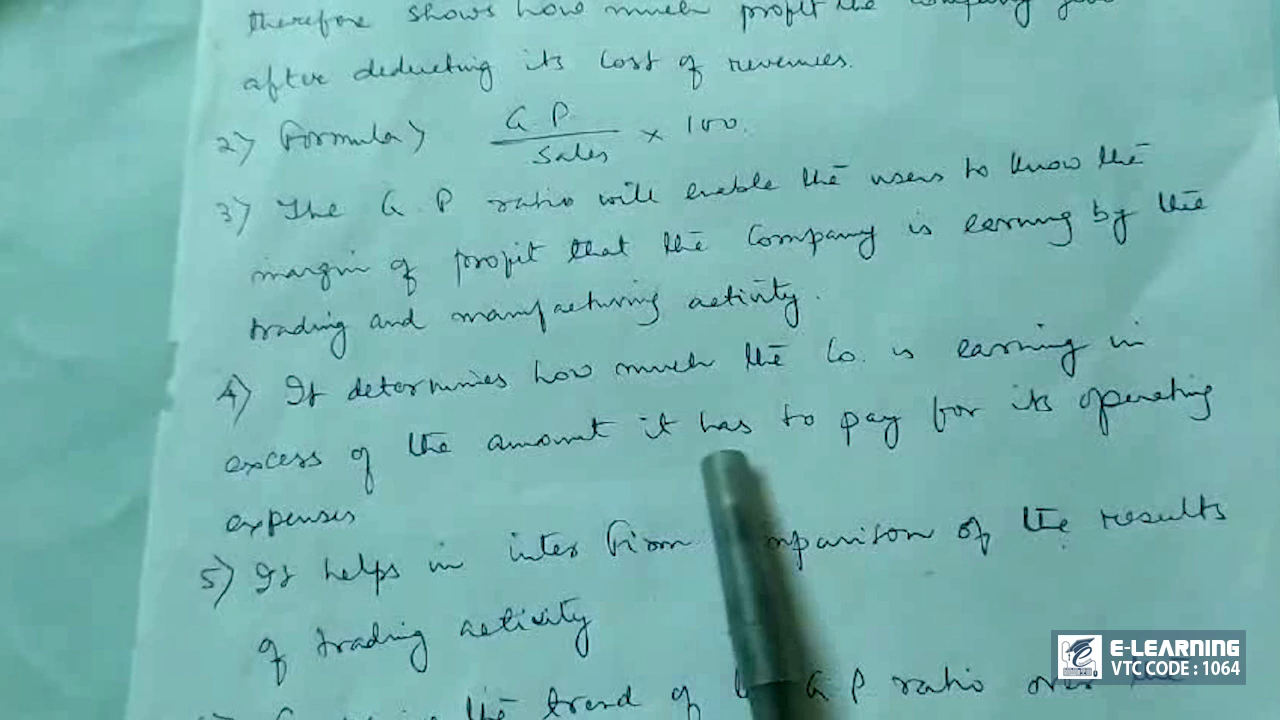 therefore shows how much profit the company
after deducting its cost of revenues.
2) Formula) G P / Sales × 100.
3) The G.P ratio will enable the users to know the
margin of profit that the Company is earning by the
trading and manufacturing activity.
4) It determines how much the Co. is earning in
excess of the amount it has to pay for its operating
expenses
5) It helps in inter firm mparison of the results
of trading activity
the trend of G P ratio over the
E-LEARNING
VTC CODE : 1064